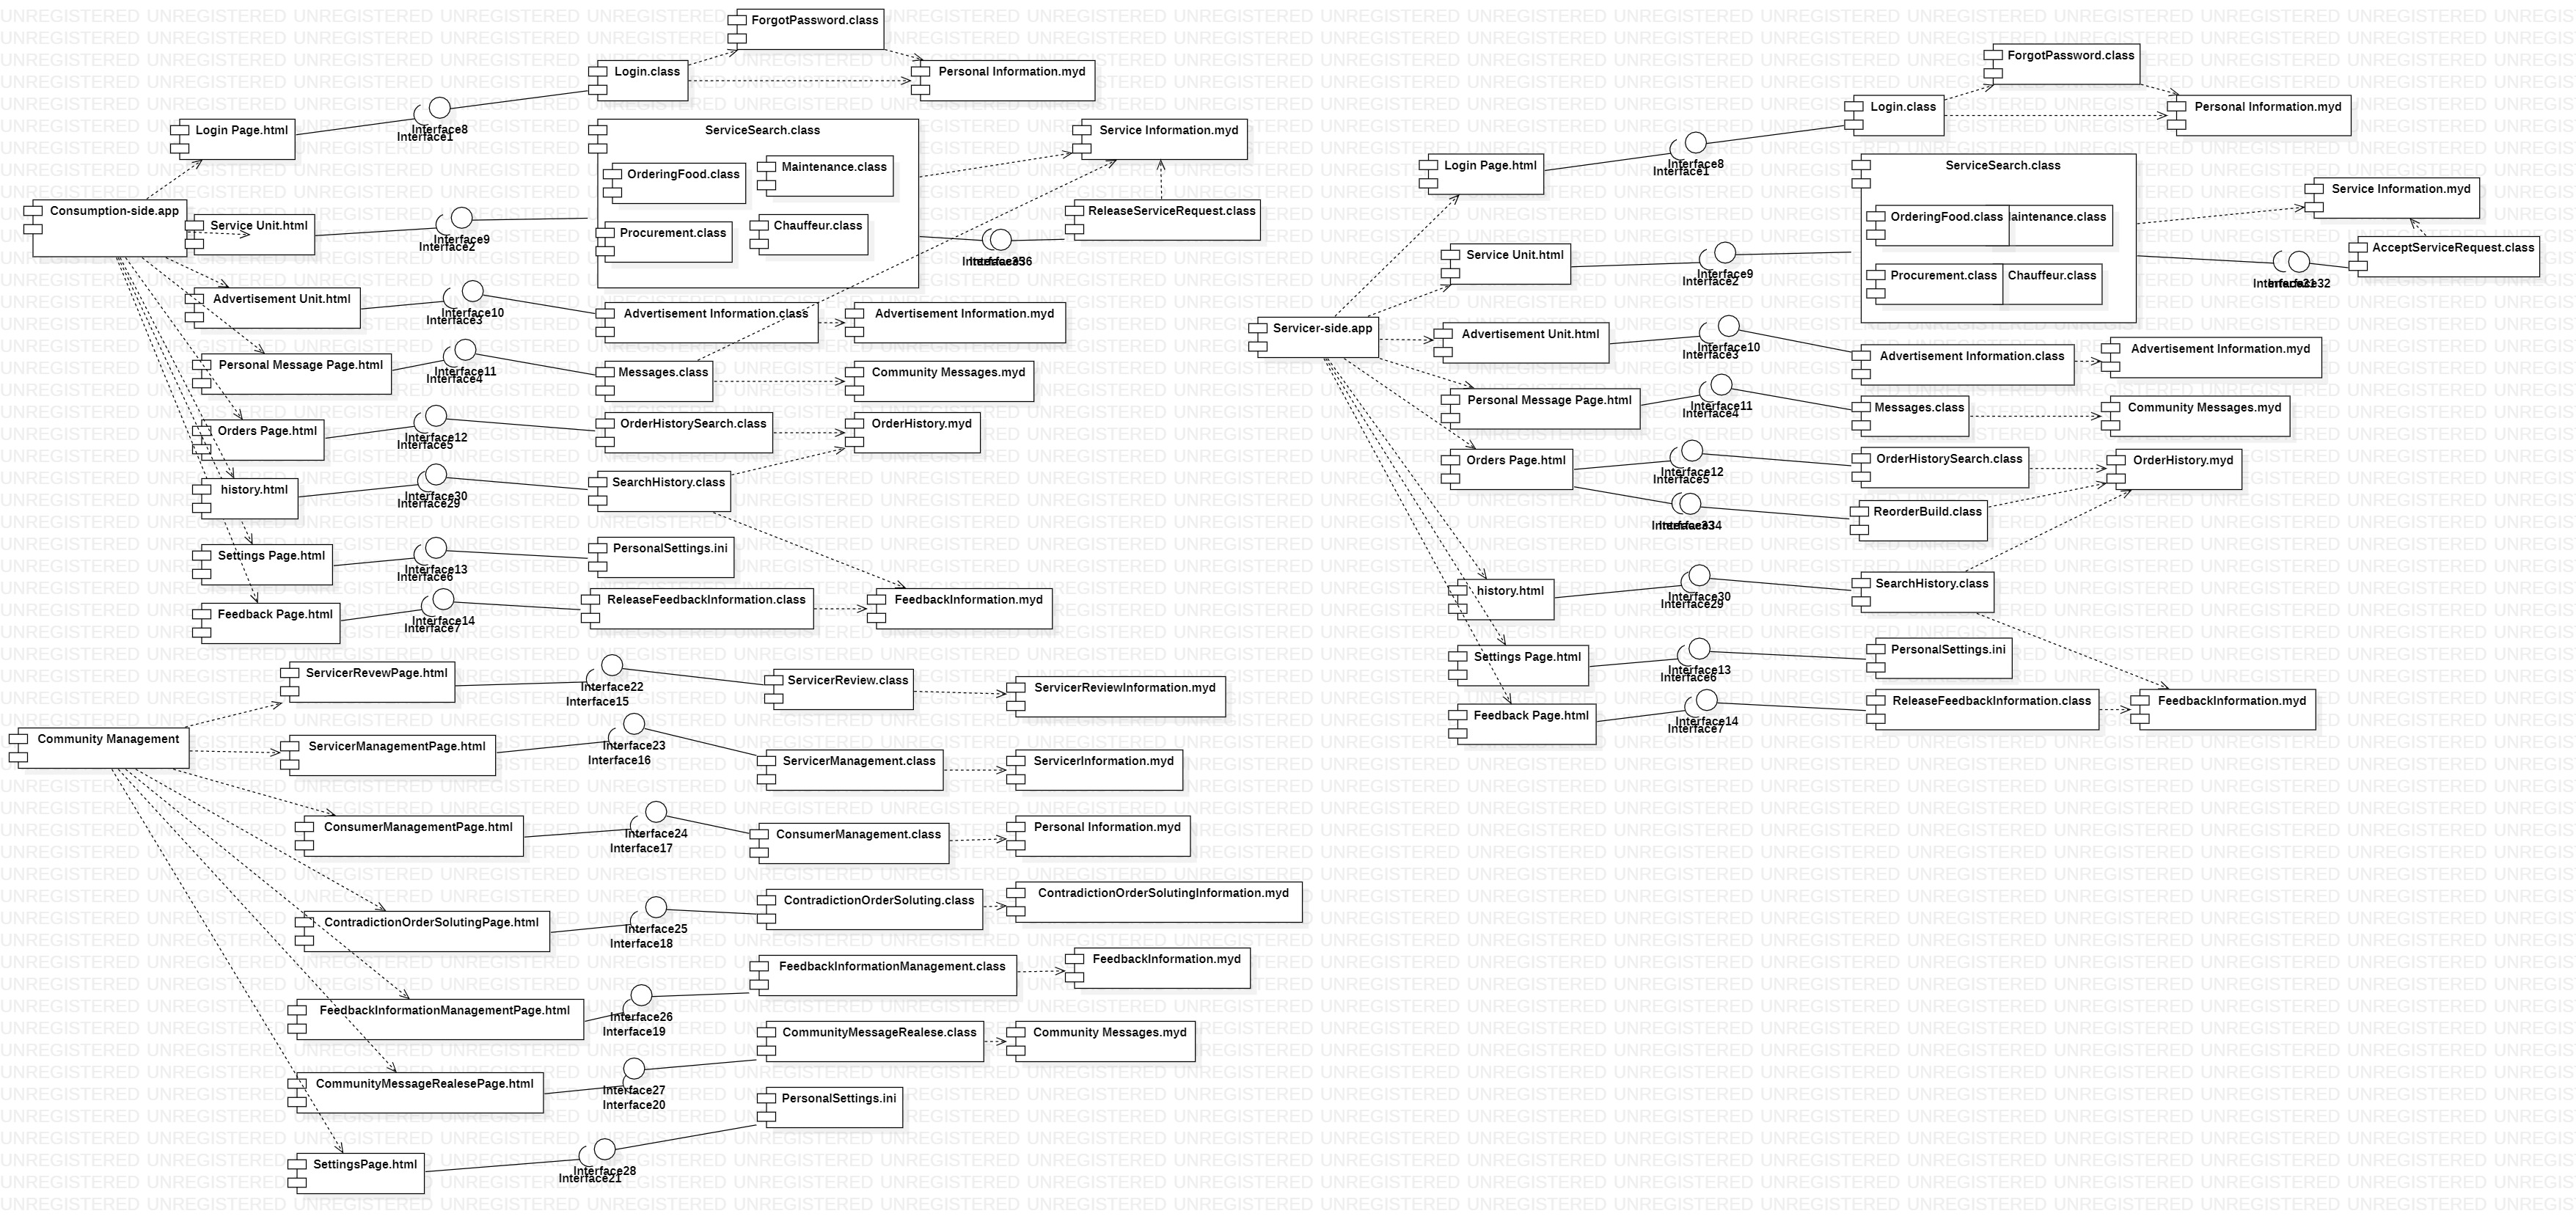 ForgotPassword.class
Login.class
Personal Information.myd
Login Page.html
Interface8
Interface1
ServiceSearch.class
OrderingFood.class
Maintenance.class
Procurement.class
Chauffeur.class
Service Information.myd
ReleaseServiceRequest.class
Consumption-side.app
Service Unit.html
Interface9
Interface2
Advertisement Unit.html
Interface10
Interface3
Advertisement Information.class
Advertisement Information.myd
Personal Message Page.html
Interface11
Interface4
Messages.class
Community Messages.myd
Orders Page.html
Interface12
Interface5
OrderHistorySearch.class
OrderHistory.myd
history.html
Interface30
Interface29
SearchHistory.class
Settings Page.html
Interface13
Interface6
PersonalSettings.ini
Feedback Page.html
Interface14
Interface7
ReleaseFeedbackInformation.class
FeedbackInformation.myd
Community Management
ServicerRevewPage.html
Interface22
Interface15
ServicerReview.class
ServicerReviewInformation.myd
ServicerManagementPage.html
Interface23
Interface16
ServicerManagement.class
ServicerInformation.myd
ConsumerManagementPage.html
Interface24
Interface17
ConsumerManagement.class
Personal Information.myd
ContradictionOrderSolutingPage.html
Interface25
Interface18
ContradictionOrderSoluting.class
ContradictionOrderSolutingInformation.myd
FeedbackInformationManagementPage.html
Interface26
Interface19
FeedbackInformationManagement.class
FeedbackInformation.myd
CommunityMessageRealesePage.html
Interface27
Interface20
CommunityMessageRealese.class
Community Messages.myd
SettingsPage.html
Interface28
Interface21
PersonalSettings.ini
ForgotPassword.class
Login.class
Personal Information.myd
Login Page.html
Interface8
Interface1
ServiceSearch.class
OrderingFood.class
aintenance.class
Procurement.class
Chauffeur.class
Service Information.myd
AcceptServiceRequest.class
Service Unit.html
Interface9
Interface2
Servicer-side.app
Advertisement Unit.html
Interface10
Interface3
Advertisement Information.class
Advertisement Information.myd
Personal Message Page.html
Interface11
Interface4
Messages.class
Community Messages.myd
Orders Page.html
Interface12
Interface5
OrderHistorySearch.class
OrderHistory.myd
ReorderBuild.class
history.html
Interface30
Interface29
SearchHistory.class
Settings Page.html
Interface13
Interface6
PersonalSettings.ini
Feedback Page.html
Interface14
Interface7
ReleaseFeedbackInformation.class
FeedbackInformation.myd